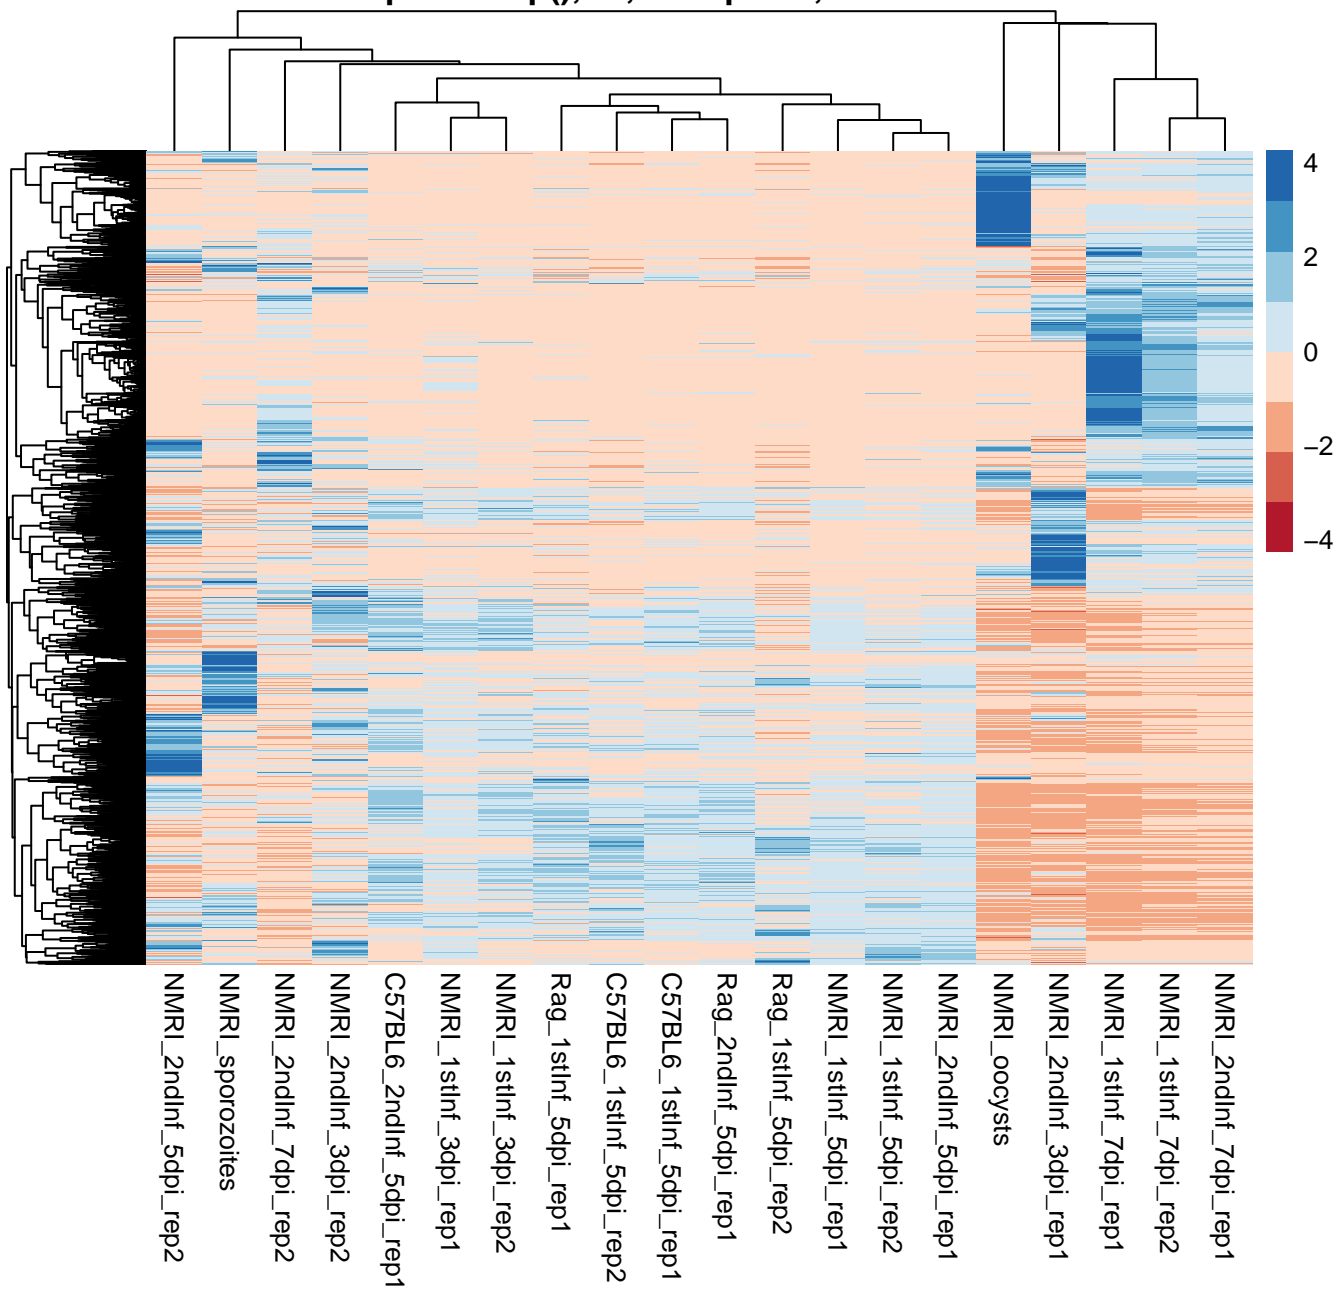 4
2
0
−2
−4
NMRI_2ndInf_5dpi_rep2
NMRI_sporozoites
NMRI_2ndInf_7dpi_rep2
NMRI_2ndInf_3dpi_rep2
C57BL6_2ndInf_5dpi_rep1
NMRI_1stInf_3dpi_rep1
NMRI_1stInf_3dpi_rep2
Rag_1stInf_5dpi_rep1
C57BL6_1stInf_5dpi_rep2
C57BL6_1stInf_5dpi_rep1
Rag_2ndInf_5dpi_rep1
Rag_1stInf_5dpi_rep2
NMRI_1stInf_5dpi_rep1
NMRI_1stInf_5dpi_rep2
NMRI_2ndInf_5dpi_rep1
NMRI_oocysts
NMRI_2ndInf_3dpi_rep1
NMRI_1stInf_7dpi_rep1
NMRI_1stInf_7dpi_rep2
NMRI_2ndInf_7dpi_rep1